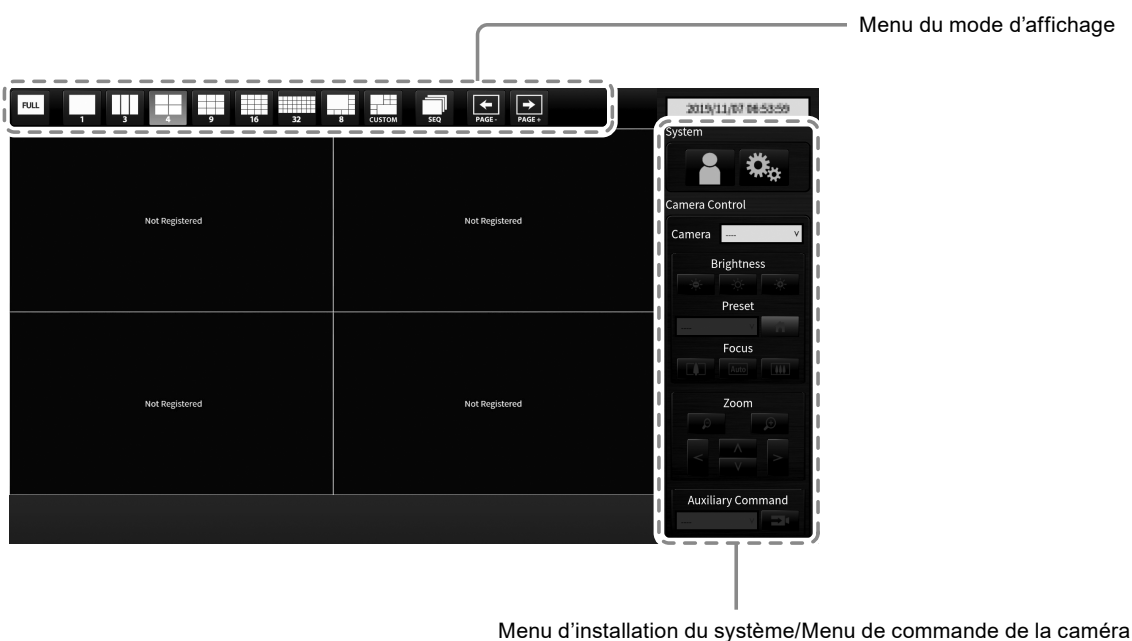 Menu du mode d’affichage
FULL 1 3 4 9 16 32 8 CUSTOM SEQ PAGE - PAGE +
2019/11/07 06:53:59
System
Camera Control
Camera ---- v
Brightness
Preset
----
Focus
Auto
Zoom
Auxiliary Command
----
Not Registered Not Registered
Not Registered Not Registered
Menu d’installation du système/Menu de commande de la caméra